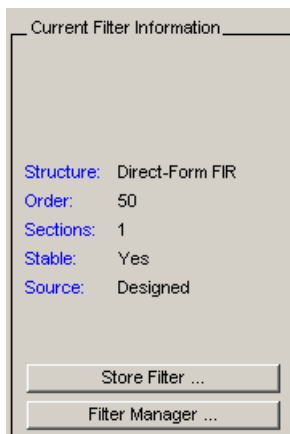 Current Filter Information
Structure: Direct-Form FIR
Order: 50
Sections: 1
Stable: Yes
Source: Designed
Store Filter ...
Filter Manager ...